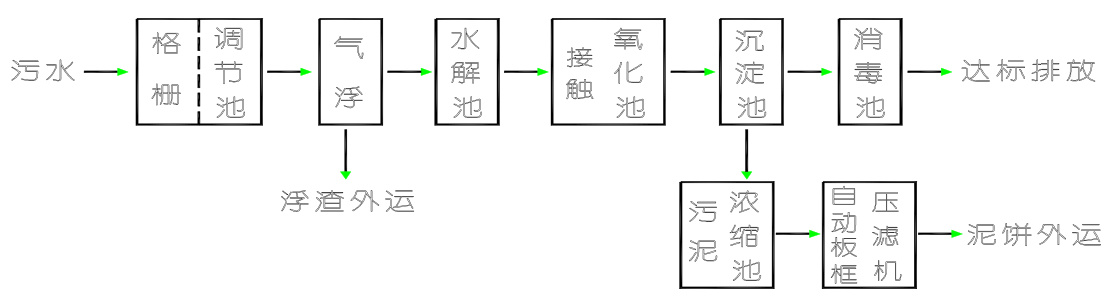 污水
格栅
调节池
气浮
水解池
接触
氧化池
沉淀池
消毒池
达标排放
浮渣外运
污泥
浓缩池
自动板框
压滤机
泥饼外运